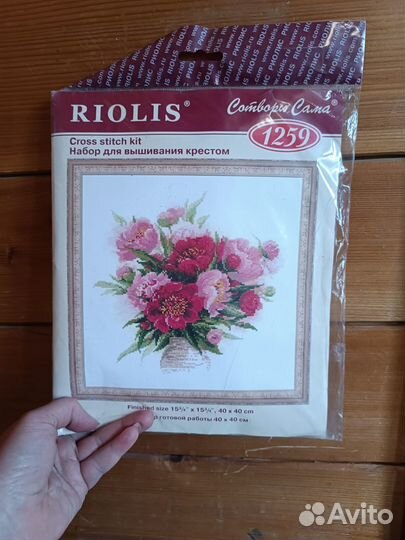 RIOLIS®
Сотвори Сама®
Cross stitch kit
Набор для вышивания крестом
1259
Finished size 15¾" x 15¾", 40 x 40 cm
готовой работы 40 x 40 см
Avito